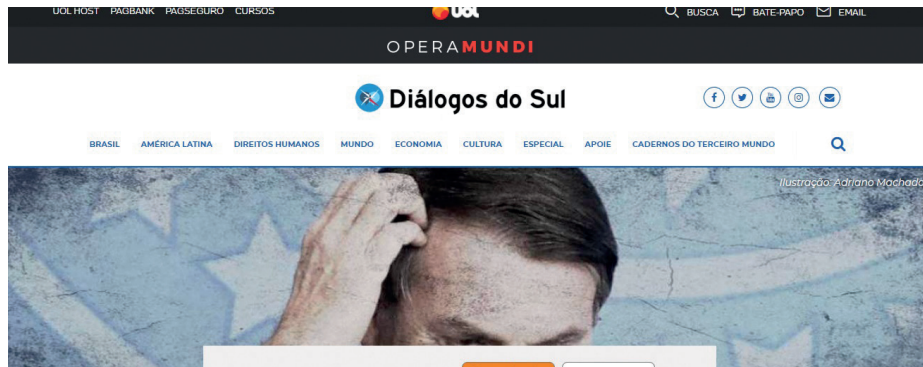 UOL HOST PAGBANK PAGSEGURO CURSOS UOL BUSCA BATE-PAPO EMAIL
OPERAMUNDI
Diálogos do Sul
BRASIL AMÉRICA LATINA DIREITOS HUMANOS MUNDO ECONOMIA CULTURA ESPECIAL APOIE CADERNOS DO TERCEIRO MUNDO
Ilustração: Adriano Machado